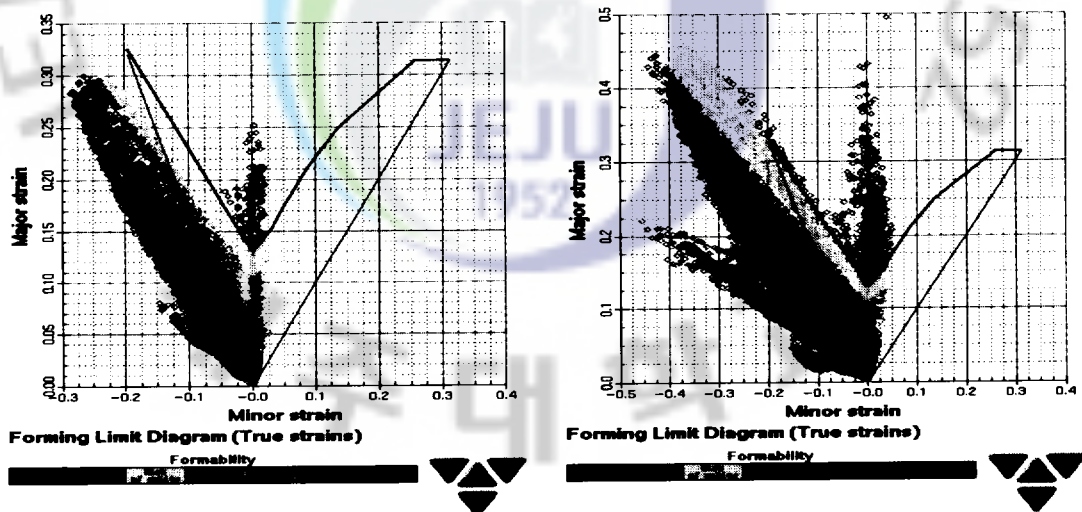 0.35
0.30
0.25
0.20
0.15
0.10
0.05
0.00
Major strain
-0.3 -0.2 -0.1 -0.0 0.1 0.2 0.3 0.4
Minor strain
Forming Limit Diagram (True strains)
Formability
0.5
0.4
0.3
0.2
0.1
0.0
Major strain
-0.5 -0.4 -0.3 -0.2 -0.1 -0.0 0.1 0.2 0.3 0.4
Minor strain
Forming Limit Diagram (True strains)
Formability
JEJU
1952